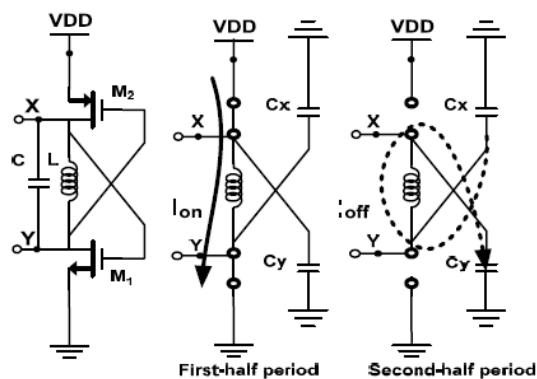 VDD
VDD
VDD
X
M2
C
L
Y
M1
X
Cx
Ion
Y
Cy
X
Cx
Ioff
Y
Cy
First-half period
Second-half period